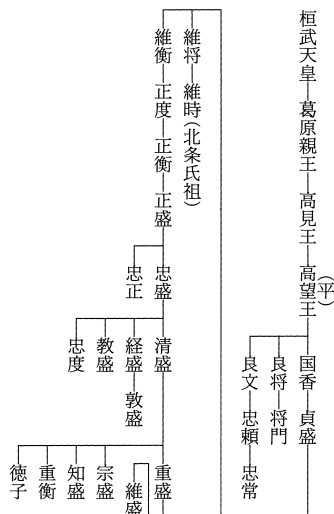 桓武天皇―葛原親王―高見王―高望王(平)
国香―貞盛
良将―将門
良文―忠頼―忠常
維将―維時(北条氏祖)
維衡―正度―正衡―正盛
忠盛
忠正
清盛
経盛―敦盛
教盛
忠度
重盛
維盛
宗盛
知盛
重衡
徳子